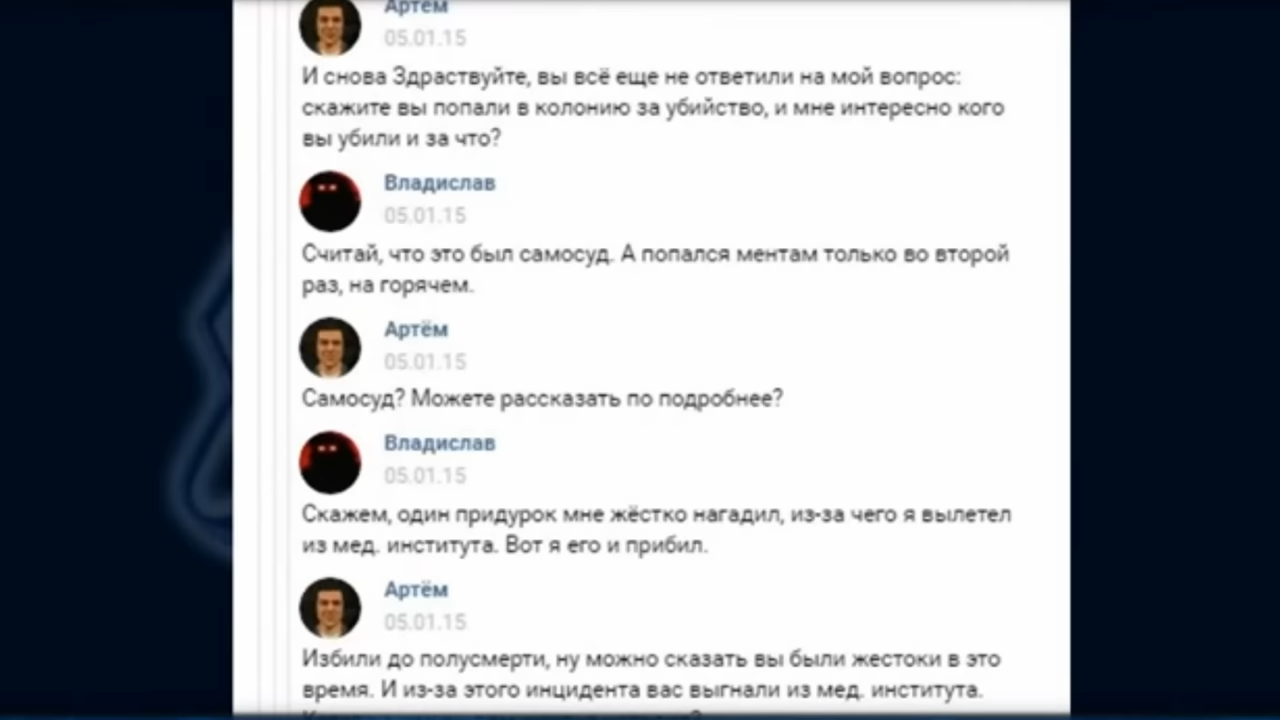 Артём
05.01.15
И снова Здраствуйте, вы всё еще не ответили на мой вопрос:
скажите вы попали в колонию за убийство, и мне интересно кого
вы убили и за что?
Владислав
05.01.15
Считай, что это был самосуд. А попался ментам только во второй
раз, на горячем.
Артём
05.01.15
Самосуд? Можете рассказать по подробнее?
Владислав
05.01.15
Скажем, один придурок мне жёстко нагадил, из-за чего я вылетел
из мед. института. Вот я его и прибил.
Артём
05.01.15
Избили до полусмерти, ну можно сказать вы были жестоки в это
время. И из-за этого инцидента вас выгнали из мед. института.